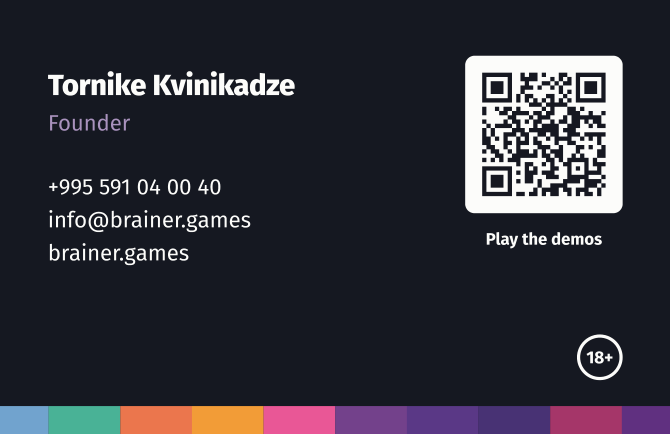 Tornike Kvinikadze
Founder
+995 591 04 00 40
info@brainer.games
brainer.games
Play the demos
18+